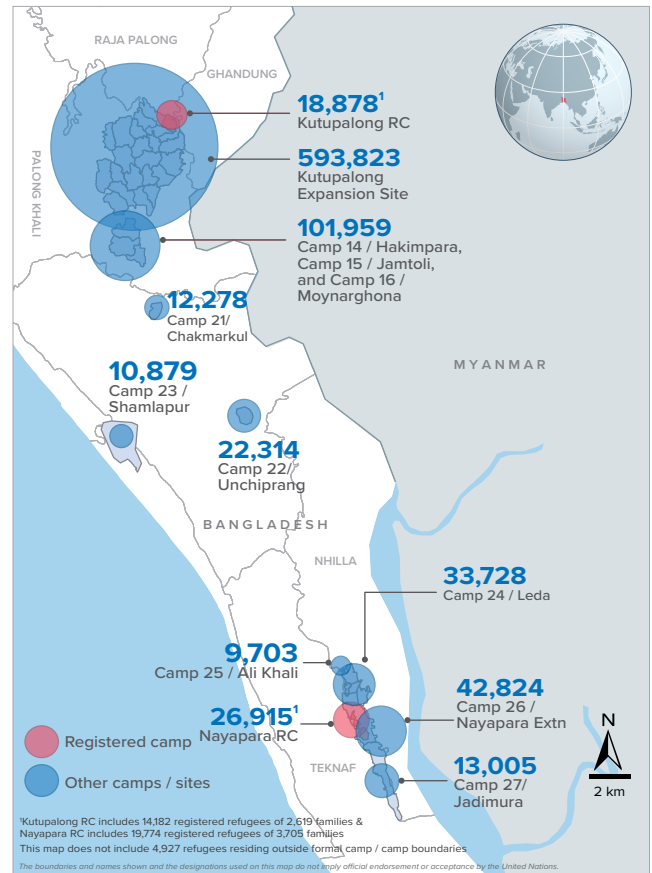 RAJA PALONG
GHANDUNG
PALONG KHALI
18,878¹
Kutupalong RC
593,823
Kutupalong
Expansion Site
101,959
Camp 14 / Hakimpara,
Camp 15 / Jamtoli,
and Camp 16 /
Moynarghona
12,278
Camp 21/
Chakmarkul
MYANMAR
10,879
Camp 23 /
Shamlapur
22,314
Camp 22/
Unchiprang
BANGLADESH
NHILLA
33,728
Camp 24 / Leda
9,703
Camp 25 / Ali Khali
42,824
Camp 26 /
Nayapara Extn
26,915¹
Nayapara RC
N
2 km
Registered camp
Other camps / sites
TEKNAF
13,005
Camp 27/
Jadimura
¹Kutupalong RC includes 14,182 registered refugees of 2,619 families &
Nayapara RC includes 19,774 registered refugees of 3,705 families
This map does not include 4,927 refugees residing outside formal camp / camp boundaries
The boundaries and names shown and the designations used on this map do not imply official endorsement or acceptance by the United Nations.